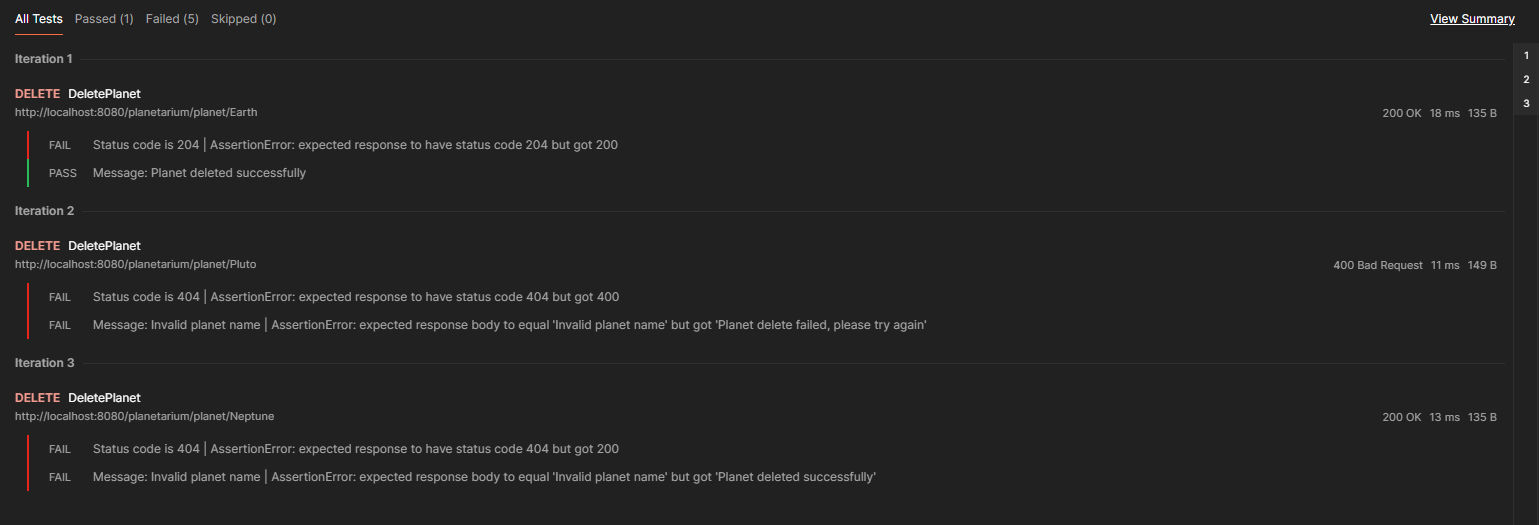 All Tests Passed (1) Failed (5) Skipped (0) View Summary
Iteration 1
1
2
3
DELETE DeletePlanet
http://localhost:8080/planetarium/planet/Earth 200 OK 18 ms 135 B
FAIL Status code is 204 | AssertionError: expected response to have status code 204 but got 200
PASS Message: Planet deleted successfully
Iteration 2
DELETE DeletePlanet
http://localhost:8080/planetarium/planet/Pluto 400 Bad Request 11 ms 149 B
FAIL Status code is 404 | AssertionError: expected response to have status code 404 but got 400
FAIL Message: Invalid planet name | AssertionError: expected response body to equal 'Invalid planet name' but got 'Planet delete failed, please try again'
Iteration 3
DELETE DeletePlanet
http://localhost:8080/planetarium/planet/Neptune 200 OK 13 ms 135 B
FAIL Status code is 404 | AssertionError: expected response to have status code 404 but got 200
FAIL Message: Invalid planet name | AssertionError: expected response body to equal 'Invalid planet name' but got 'Planet deleted successfully'